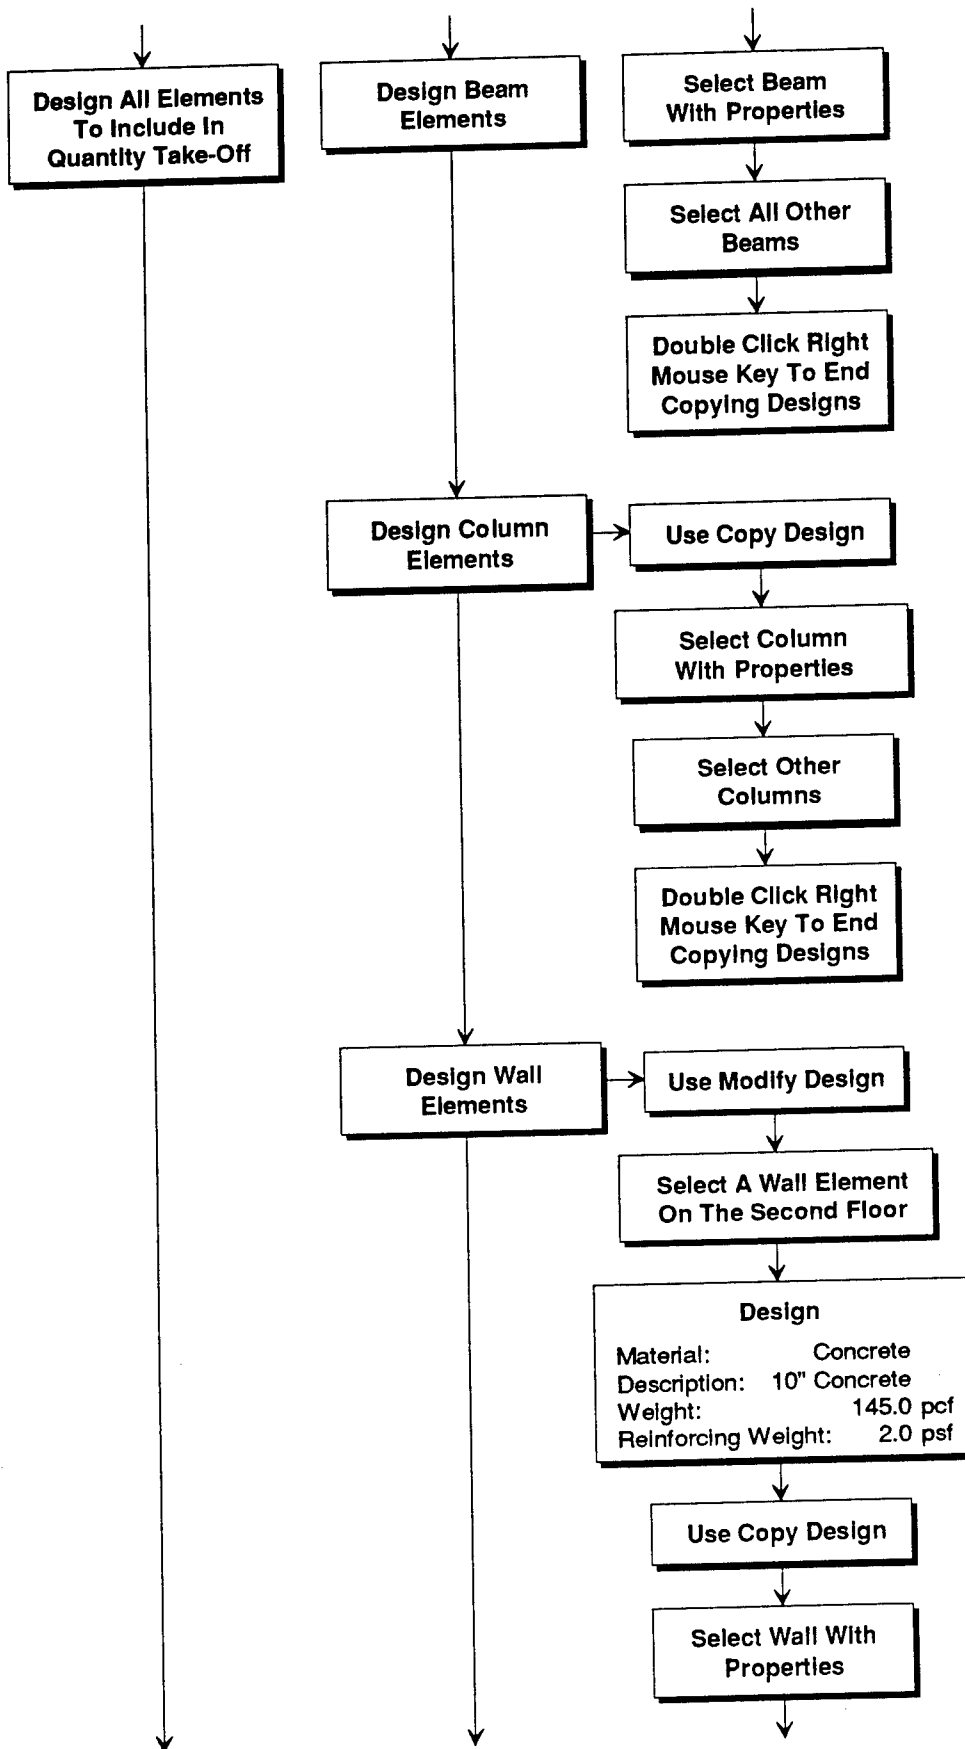 Design All Elements
To Include In
Quantity Take-Off
Design Beam
Elements
Select Beam
With Properties
Select All Other
Beams
Double Click Right
Mouse Key To End
Copying Designs
Design Column
Elements
Use Copy Design
Select Column
With Properties
Select Other
Columns
Double Click Right
Mouse Key To End
Copying Designs
Design Wall
Elements
Use Modify Design
Select A Wall Element
On The Second Floor
Design
Material: Concrete
Description: 10" Concrete
Weight: 145.0 pcf
Reinforcing Weight: 2.0 psf
Use Copy Design
Select Wall With
Properties